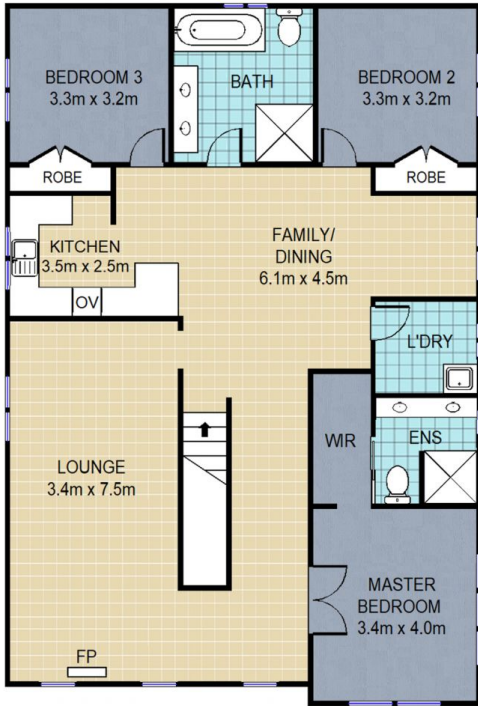 BEDROOM 3
3.3m x 3.2m
BATH
BEDROOM 2
3.3m x 3.2m
ROBE
ROBE
KITCHEN
3.5m x 2.5m
OV
FAMILY/
DINING
6.1m x 4.5m
L'DRY
WIR
ENS
LOUNGE
3.4m x 7.5m
MASTER
BEDROOM
3.4m x 4.0m
FP